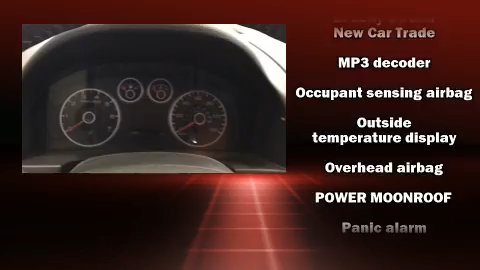 New Car Trade
MP3 decoder
Occupant sensing airbag
Outside
temperature display
Overhead airbag
POWER MOONROOF
Panic alarm